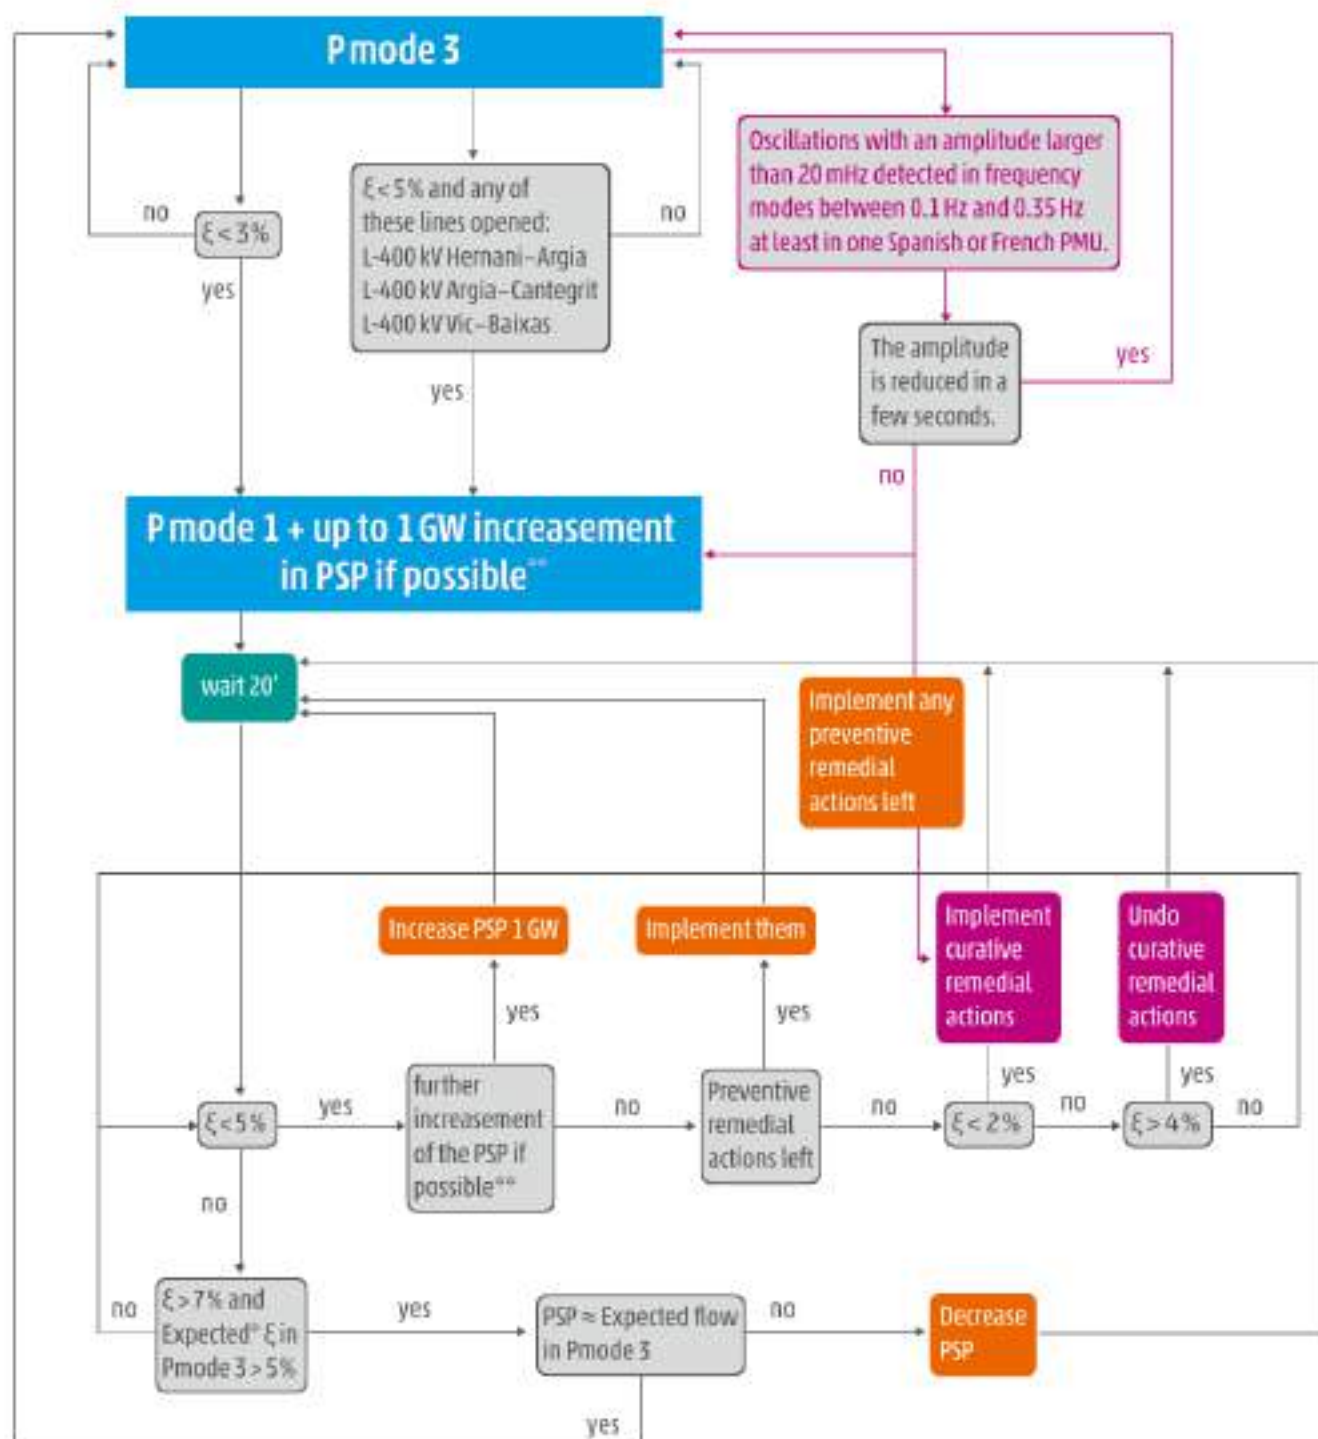 P mode 3
no
ξ < 3 %
yes
ξ < 5 % and any of
these lines opened:
L-400 kV Hernani–Argia
L-400 kV Argia–Cantegrit
L-400 kV Vic–Baixas
no
yes
Oscillations with an amplitude larger
than 20 mHz detected in frequency
modes between 0.1 Hz and 0.35 Hz
at least in one Spanish or French PMU.
The amplitude
is reduced in a
few seconds.
yes
no
P mode 1 + up to 1 GW increasement
in PSP if possible**
wait 20'
Implement any
preventive
remedial
actions left
Increase PSP 1 GW
Implement them
Implement
curative
remedial
actions
Undo
curative
remedial
actions
yes
yes
yes
yes
ξ < 5 %
yes
further
increasement
of the PSP if
possible**
no
Preventive
remedial
actions left
no
ξ < 2 %
no
ξ > 4 %
no
no
no
ξ > 7 % and
Expected* ξ in
Pmode 3 > 5 %
yes
PSP ≈ Expected flow
in Pmode 3
no
Decrease
PSP
yes